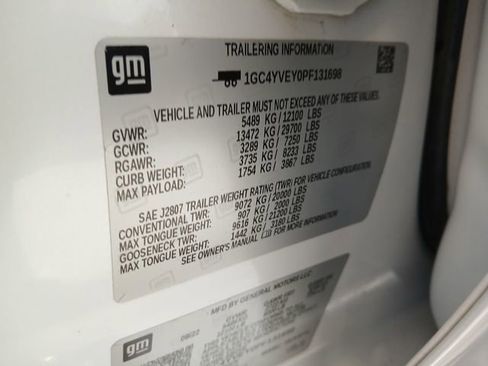 gm
TRAILERING INFORMATION
1GC4YVEY0PF131698
VEHICLE AND TRAILER MUST NOT EXCEED ANY OF THESE VALUES
GVWR: 5489 KG/12100 LBS
GCWR: 13472 KG/29700 LBS
RGAWR: 3289 KG/ 7250 LBS
CURB WEIGHT: 3735 KG/ 8233 LBS
MAX PAYLOAD: 1754 KG/ 3867 LBS
SAE J2807 TRAILER WEIGHT RATING (TWR) FOR VEHICLE CONFIGURATION
CONVENTIONAL TWR: 9072 KG/20000 LBS
MAX TONGUE WEIGHT: 907 KG/ 2000 LBS
GOOSENECK TWR: 9616 KG/21200 LBS
MAX TONGUE WEIGHT: 1442 KG/ 3180 LBS
SEE OWNER'S MANUAL FOR MORE INFORMATION
gm
MFD BY GENERAL MOTORS LLC
09/22
GVWR